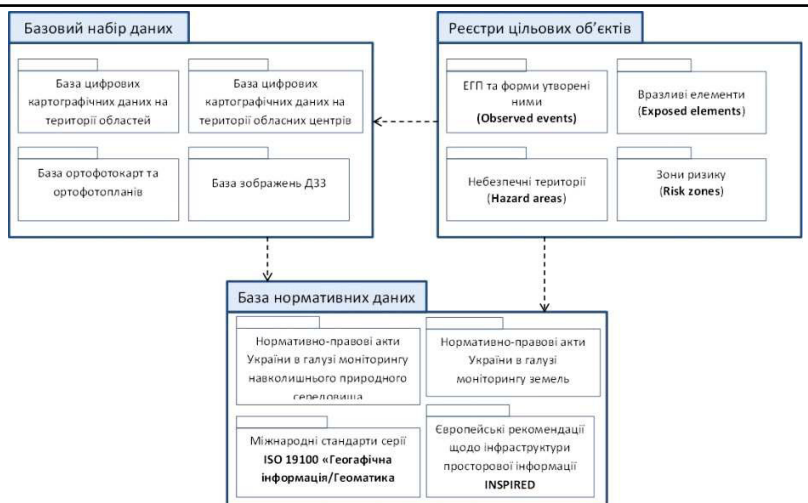 Базовий набір даних
База цифрових
картографічних даних на
території областей
База цифрових
картографічних даних на
території обласних центрів
База ортофотокарт та
ортофотопланів
База зображень ДЗЗ
Реєстри цільових об’єктів
ЕГП та форми утворені
ними
(Observed events)
Вразливі елементи
(Exposed elements)
Небезпечні території
(Hazard areas)
Зони ризику
(Risk zones)
База нормативних даних
Нормативно-правові акти
України в галузі моніторингу
навколишнього природного
середовища
Нормативно-правові акти
України в галузі
моніторингу земель
Міжнародні стандарти серії
ISO 19100 «Геогафічна
інформація/Геоматика
Європейські рекомендації
щодо інфраструктури
просторової інформації
INSPIRED